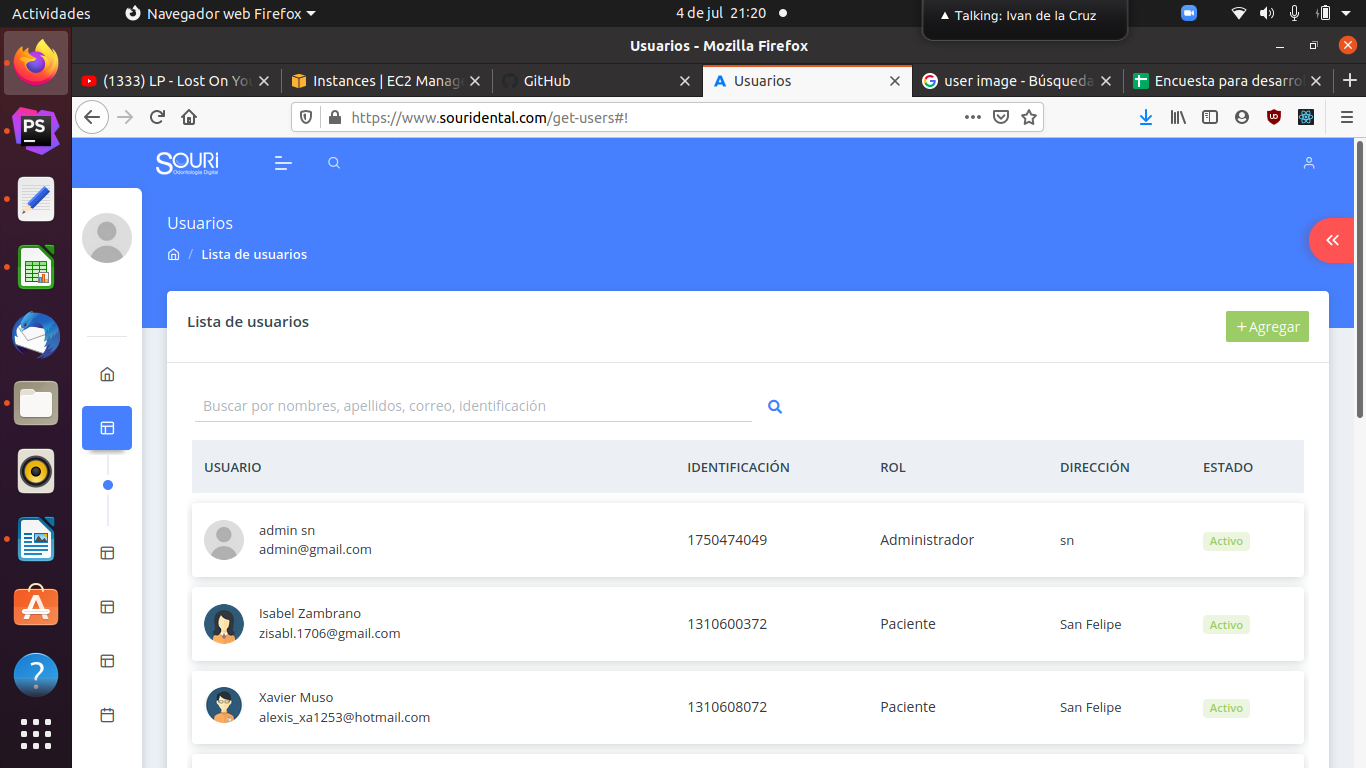 Actividades
Navegador web Firefox
4 de jul 21:20
Talking: Ivan de la Cruz
Usuarios - Mozilla Firefox
(1333) LP - Lost On You
Instances | EC2 Manage
GitHub
Usuarios
user image - Búsqueda
Encuesta para desarrol
https://www.souridental.com/get-users#!
SOURI
Odontología Digital
Usuarios
/ Lista de usuarios
Lista de usuarios
+Agregar
Buscar por nombres, apellidos, correo, identificación
USUARIO IDENTIFICACIÓN ROL DIRECCIÓN ESTADO
admin sn
admin@gmail.com
1750474049 Administrador sn Activo
Isabel Zambrano
zisabl.1706@gmail.com
1310600372 Paciente San Felipe Activo
Xavier Muso
alexis_xa1253@hotmail.com
1310608072 Paciente San Felipe Activo